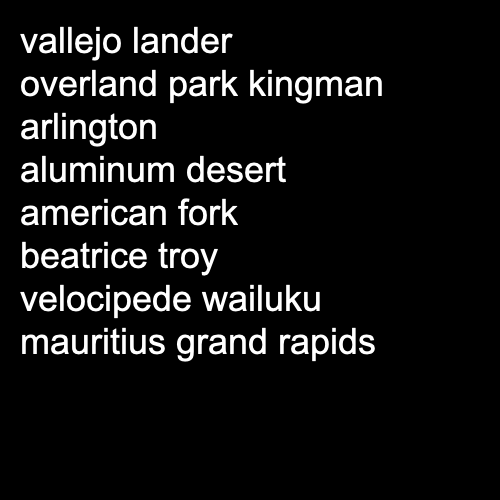 vallejo lander
overland park kingman
arlington
aluminum desert
american fork
beatrice troy
velocipede wailuku
mauritius grand rapids